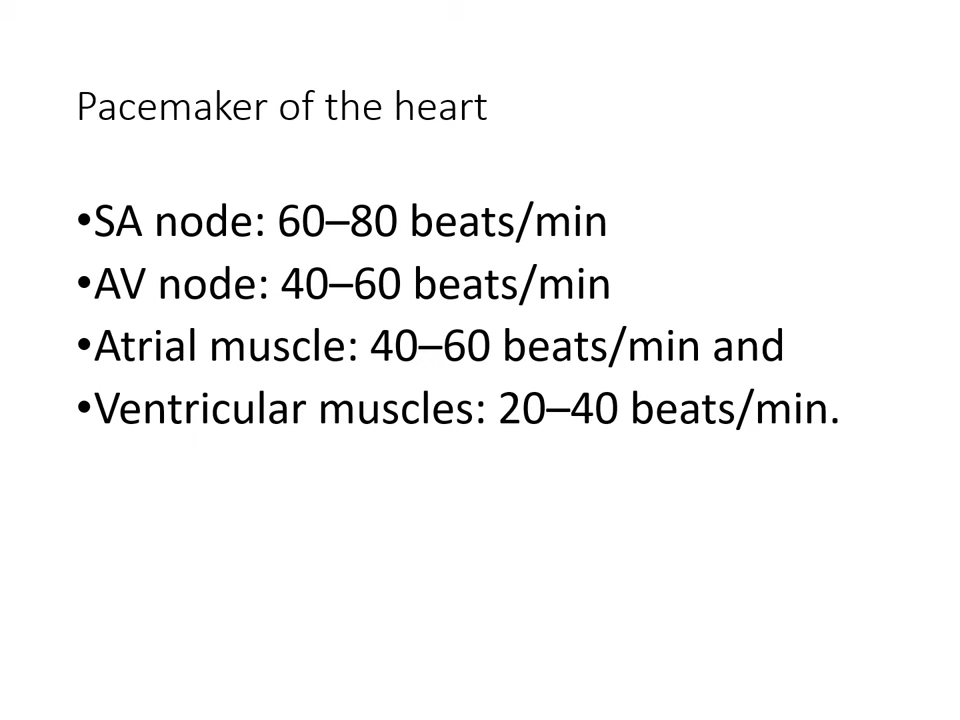 Pacemaker of the heart
•SA node: 60–80 beats/min
•AV node: 40–60 beats/min
•Atrial muscle: 40–60 beats/min and
•Ventricular muscles: 20–40 beats/min.